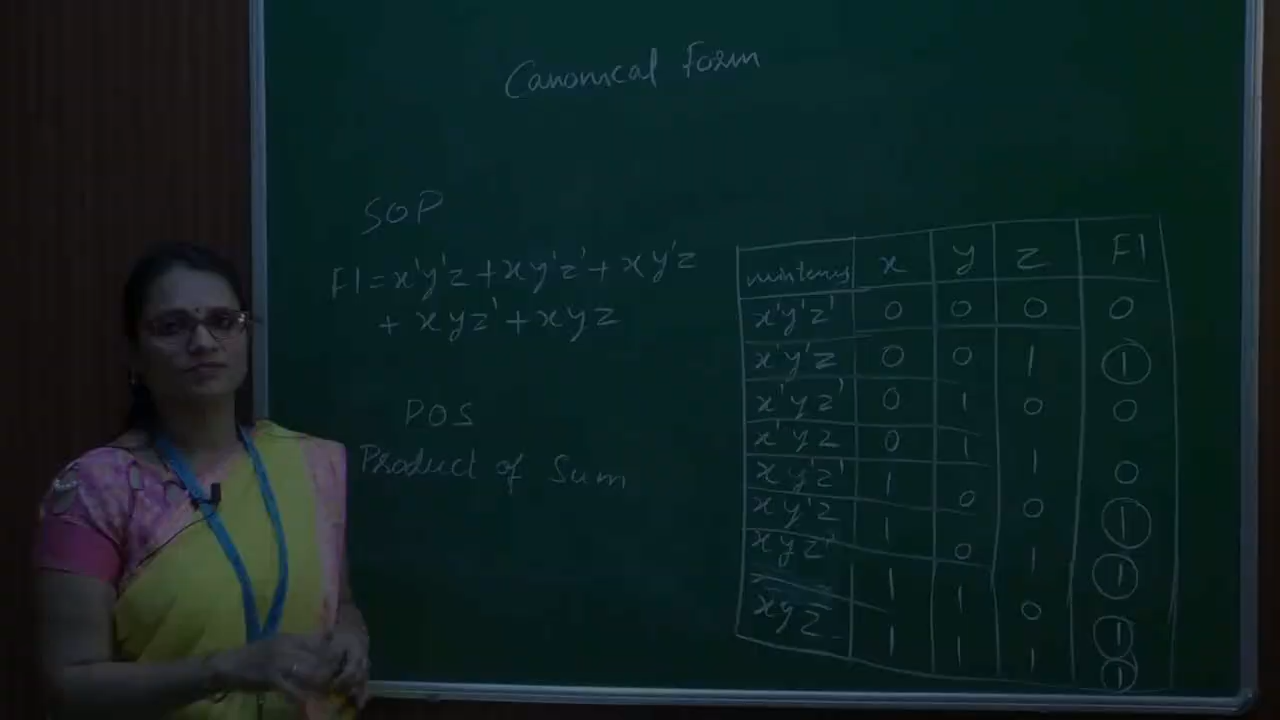 Canonical Form
SOP
F1 = x'y'z + xy'z' + xy'z
+ xyz' + xyz
POS
Product of Sum
minterms x y z F1
x'y'z' 0 0 0 0
x'y'z 0 0 1 1
x'yz' 0 1 0 0
x'yz 0 1 1 0
xy'z' 1 0 0 1
xy'z 1 0 1 1
xyz' 1 1 0 1
xyz 1 1 1 1